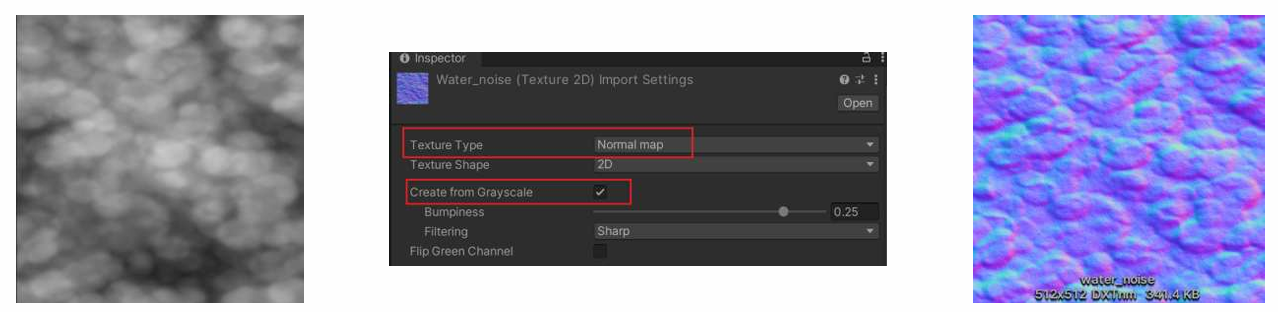 Inspector
Water_noise (Texture 2D) Import Settings
Open
Texture Type Normal map
Texture Shape 2D
Create from Grayscale
Bumpiness 0.25
Filtering Sharp
Flip Green Channel
water_noise
512x512 DXTnm 341.4 KB